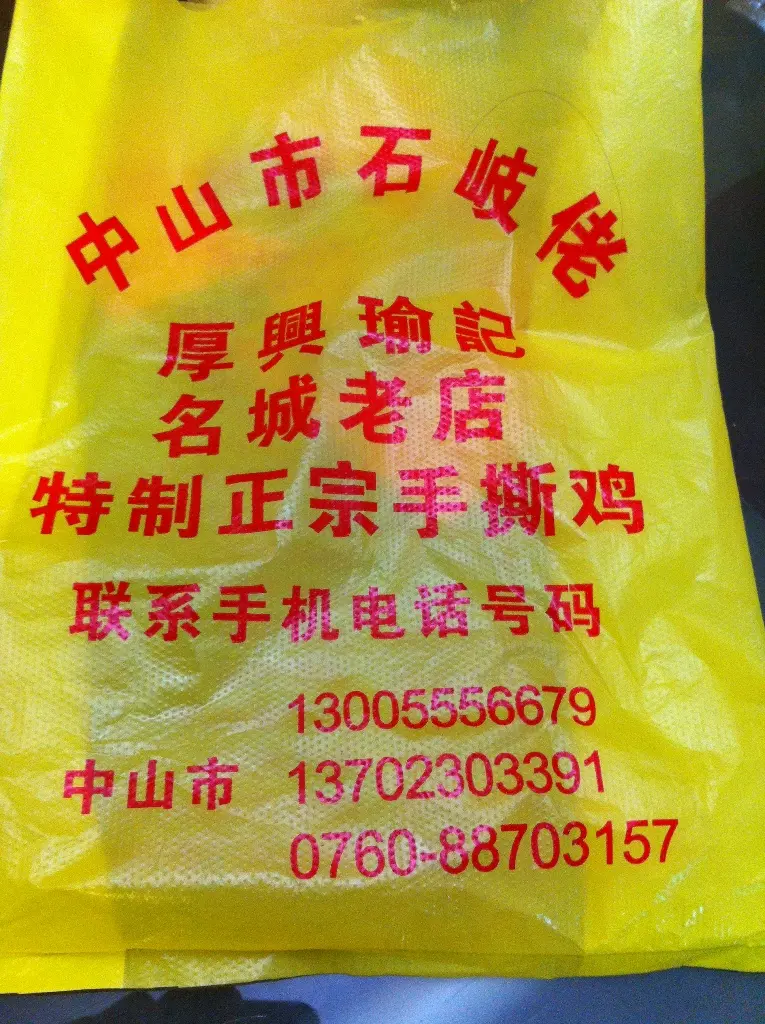 中山市石岐佬
厚興瑜記
名城老店
特制正宗手撕鸡
联系手机电话号码
13005556679
中山市 13702303391
0760-88703157